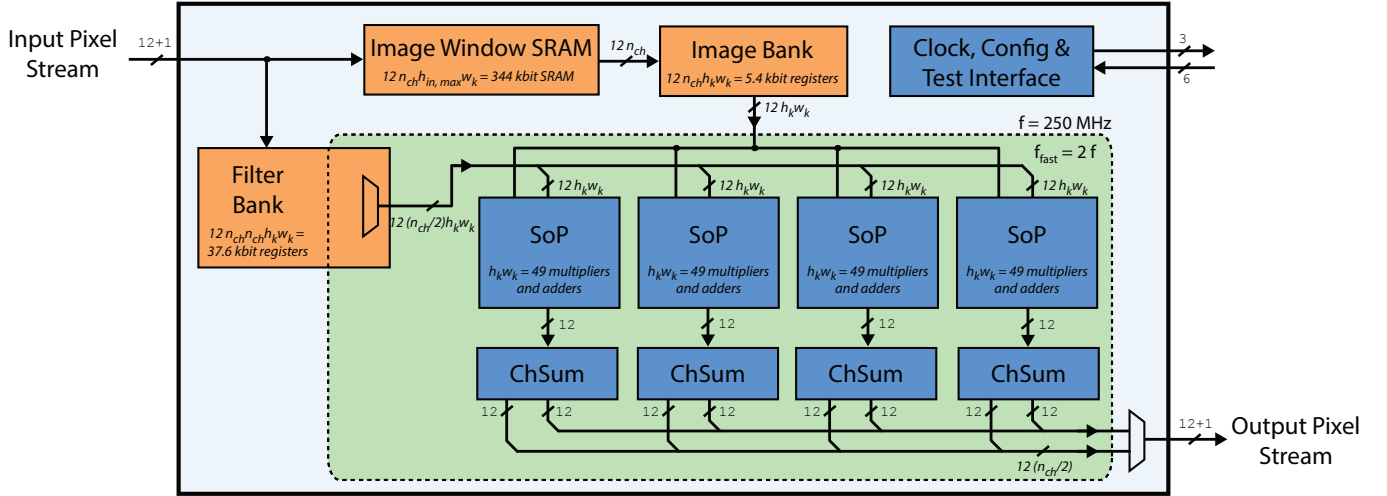 Input Pixel
Stream
12+1
Image Window SRAM
12 n_ch h_in, max w_k = 344 kbit SRAM
12 n_ch
Image Bank
12 n_ch h_k w_k = 5.4 kbit registers
Clock, Config &
Test Interface
3
6
12 h_k w_k
f = 250 MHz
f_fast = 2 f
Filter
Bank
12 n_ch n_ch h_k w_k =
37.6 kbit registers
12 (n_ch/2)h_k w_k
12 h_k w_k
12 h_k w_k
12 h_k w_k
12 h_k w_k
SoP
h_k w_k = 49 multipliers
and adders
SoP
h_k w_k = 49 multipliers
and adders
SoP
h_k w_k = 49 multipliers
and adders
SoP
h_k w_k = 49 multipliers
and adders
12
12
12
12
ChSum
ChSum
ChSum
ChSum
12
12
12
12
12
12
12
12
12 (n_ch/2)
12+1
Output Pixel
Stream